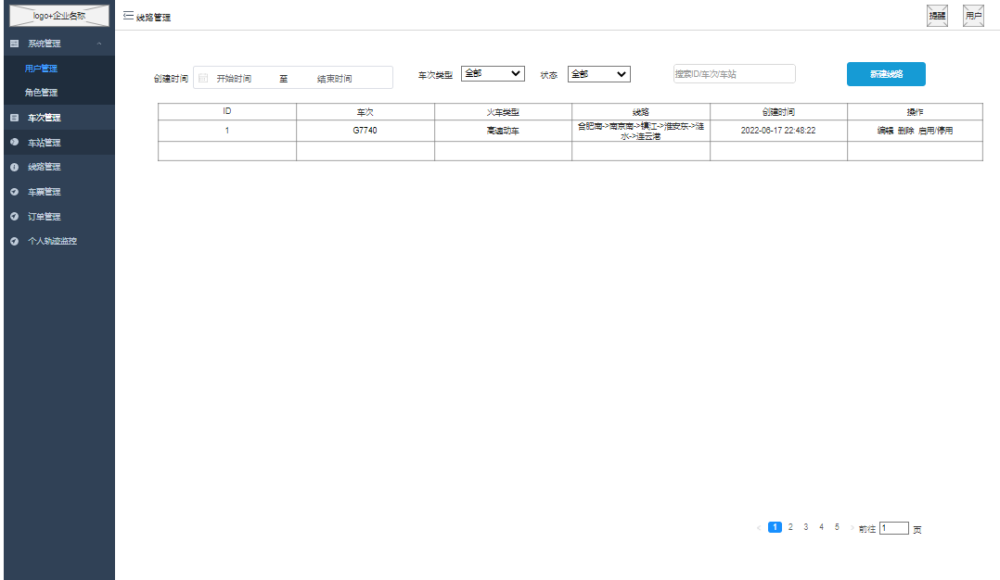 logo+企业名称
线路管理
提醒
用户
系统管理
用户管理
角色管理
车次管理
车站管理
线路管理
车票管理
订单管理
个人轨迹监控
创建时间 开始时间 至 结束时间 车次类型 全部 状态 全部 搜索ID/车次/车站 新建线路
ID 车次 火车类型 线路 创建时间 操作
1 G7740 高速动车 合肥南->南京南->镇江->淮安东->涟水->连云港 2022-06-17 22:48:22 编辑 删除 启用/停用
< 1 2 3 4 5 > 前往 1 页